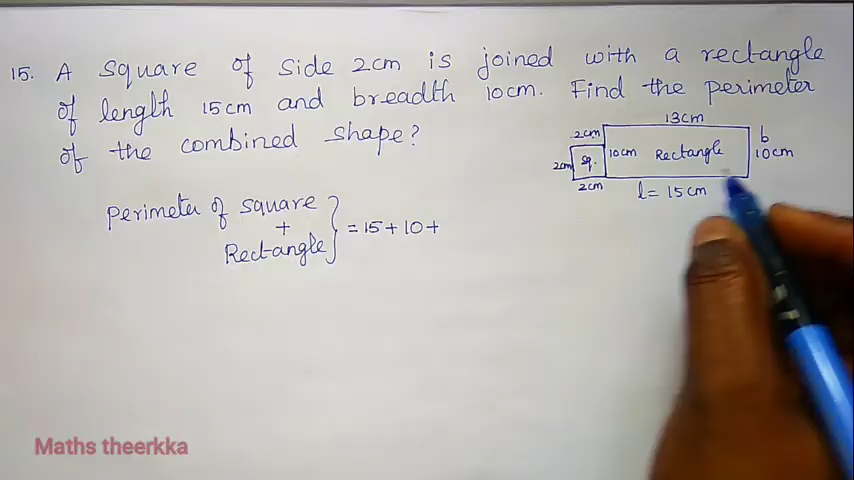 15. A square of side 2cm is joined with a rectangle
of length 15cm and breadth 10cm. Find the perimeter
of the combined shape?
13cm
2cm
b
2cm
sq.
10cm
Rectangle
10cm
2cm
l = 15cm
Perimeter of square
+
Rectangle
= 15 + 10 +
Maths theerkka